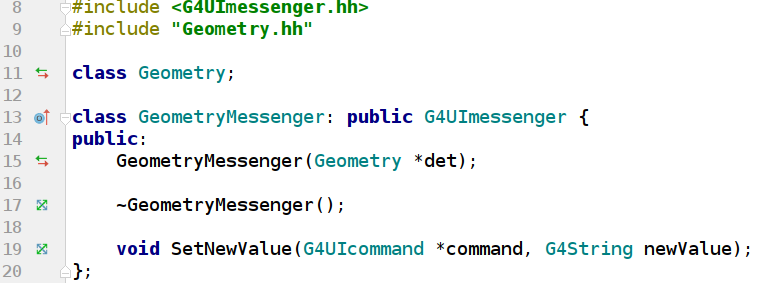 8 #include <G4UImessenger.hh>
9 #include "Geometry.hh"
10
11 class Geometry;
12
13 class GeometryMessenger: public G4UImessenger {
14 public:
15     GeometryMessenger(Geometry *det);
16
17     ~GeometryMessenger();
18
19     void SetNewValue(G4UIcommand *command, G4String newValue);
20 };